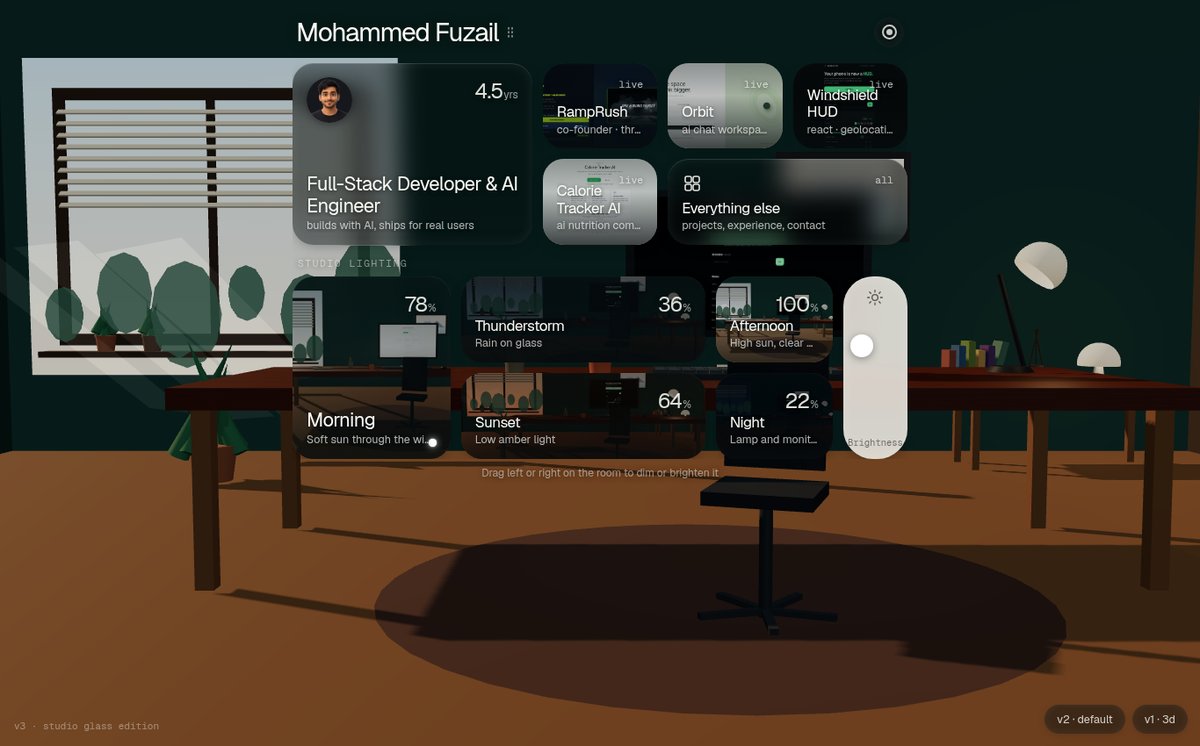 Mohammed Fuzail
4.5yrs
Full-Stack Developer & AI
Engineer
builds with AI, ships for real users
live
RampRush
co-founder · thr...
live
Orbit
ai chat workspa...
live
Windshield
HUD
react · geolocati...
live
Calorie
Tracker AI
ai nutrition com...
all
Everything else
projects, experience, contact
STUDIO LIGHTING
78%
Morning
Soft sun through the wi...
36%
Thunderstorm
Rain on glass
100%
Afternoon
High sun, clear ...
64%
Sunset
Low amber light
22%
Night
Lamp and monit...
Brightness
Drag left or right on the room to dim or brighten it
v3 · studio glass edition
v2 · default
v1 · 3d